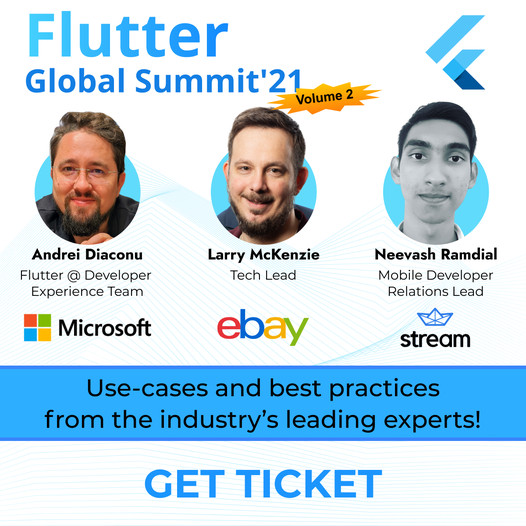 Flutter
Global Summit'21
Volume 2
Andrei Diaconu
Larry McKenzie
Neevash Ramdial
Flutter @ Developer
Experience Team
Tech Lead
Mobile Developer
Relations Lead
Microsoft
ebay
stream
Use-cases and best practices
from the industry's leading experts!
GET TICKET